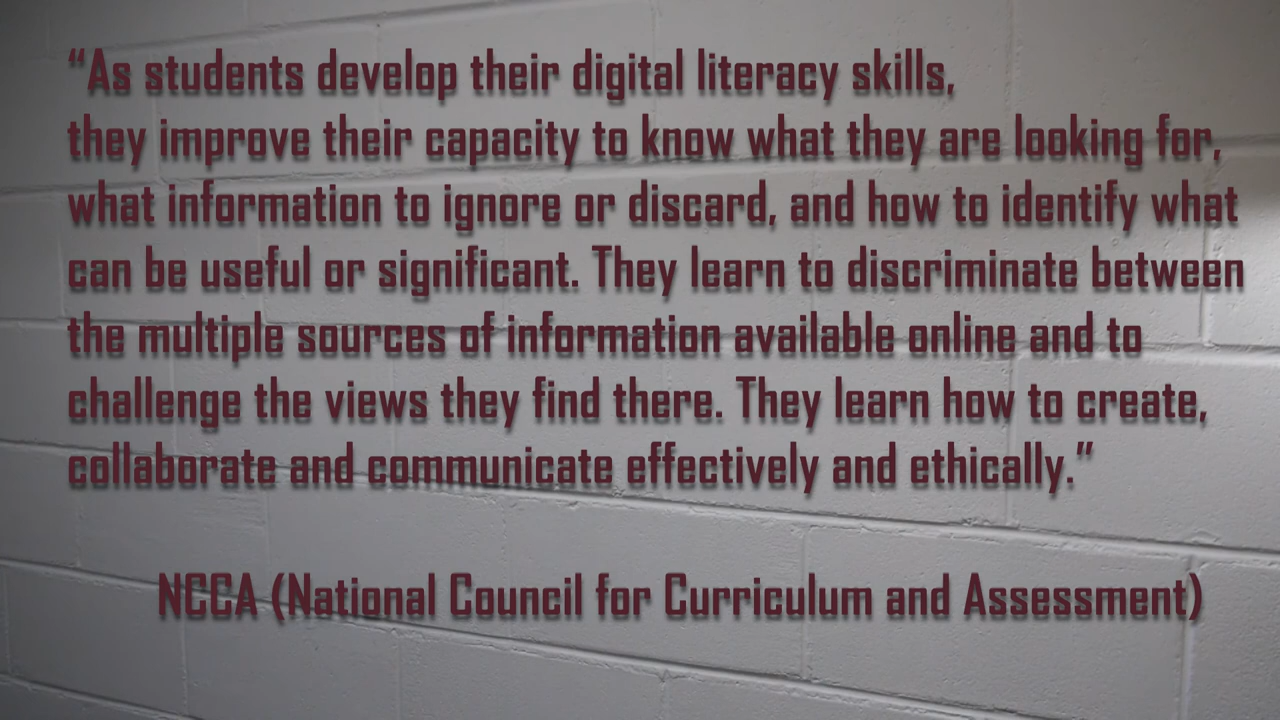 “As students develop their digital literacy skills,
they improve their capacity to know what they are looking for,
what information to ignore or discard, and how to identify what
can be useful or significant. They learn to discriminate between
the multiple sources of information available online and to
challenge the views they find there. They learn how to create,
collaborate and communicate effectively and ethically.”
NCCA (National Council for Curriculum and Assessment)